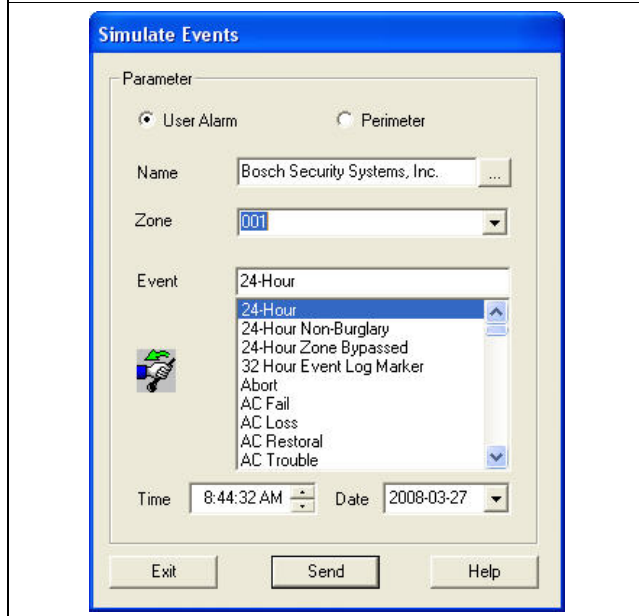 Simulate Events
Parameter
User Alarm Perimeter
Name Bosch Security Systems, Inc. ...
Zone 001
Event 24-Hour
24-Hour
24-Hour Non-Burglary
24-Hour Zone Bypassed
32 Hour Event Log Marker
Abort
AC Fail
AC Loss
AC Restoral
AC Trouble
Time 8:44:32 AM Date 2008-03-27
Exit Send Help